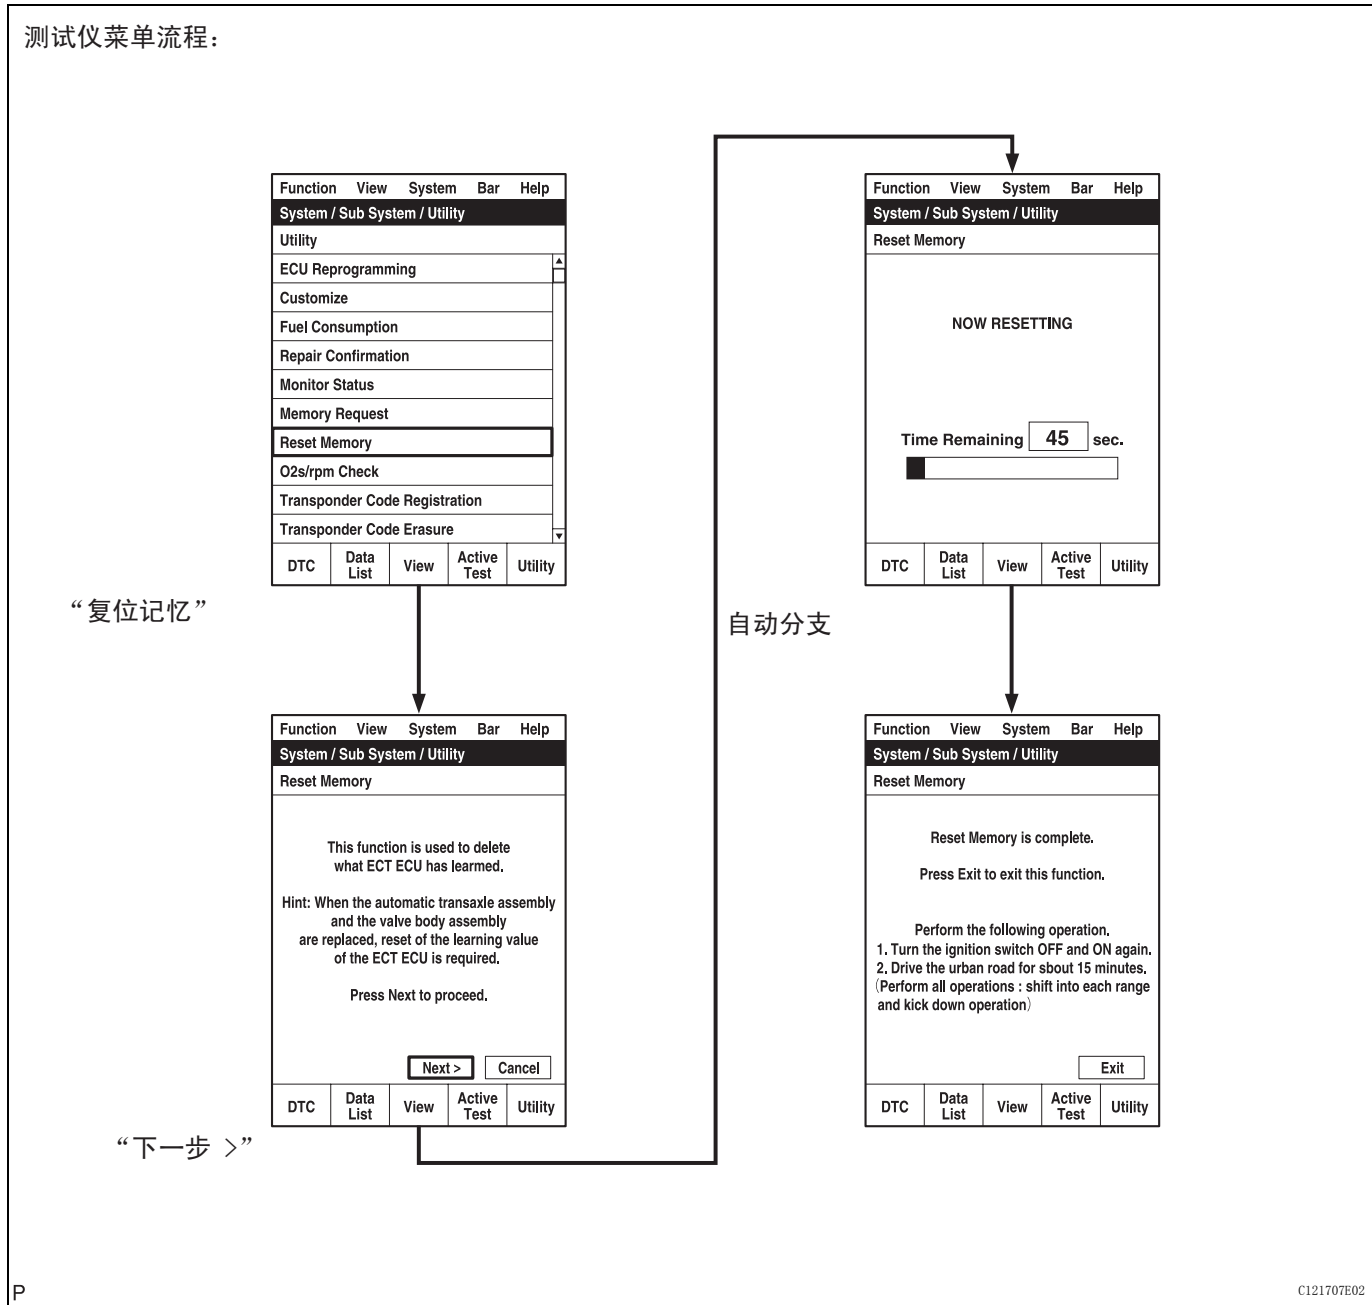 测试仪菜单流程：
Function View System Bar Help
System / Sub System / Utility
Utility
ECU Reprogramming
Customize
Fuel Consumption
Repair Confirmation
Monitor Status
Memory Request
Reset Memory
O2s/rpm Check
Transponder Code Registration
Transponder Code Erasure
DTC Data List View Active Test Utility
“复位记忆”
Function View System Bar Help
System / Sub System / Utility
Reset Memory
This function is used to delete
what ECT ECU has learmed.
Hint: When the automatic transaxle assembly
and the valve body assembly
are replaced, reset of the learning value
of the ECT ECU is required.
Press Next to proceed.
Next > Cancel
DTC Data List View Active Test Utility
“下一步 >”
自动分支
Function View System Bar Help
System / Sub System / Utility
Reset Memory
NOW RESETTING
Time Remaining 45 sec.
DTC Data List View Active Test Utility
Function View System Bar Help
System / Sub System / Utility
Reset Memory
Reset Memory is complete.
Press Exit to exit this function.
Perform the following operation.
1. Turn the ignition switch OFF and ON again.
2. Drive the urban road for sbout 15 minutes.
(Perform all operations : shift into each range
and kick down operation)
Exit
DTC Data List View Active Test Utility
P
C121707E02